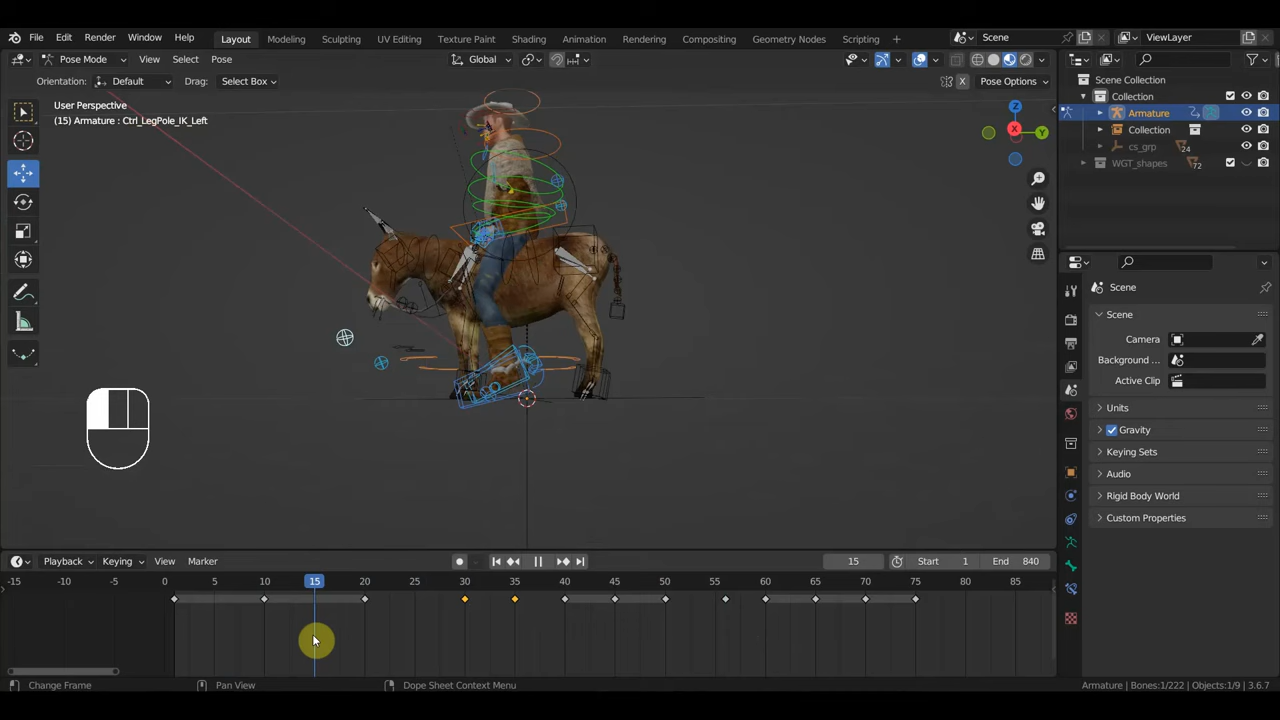 File Edit Render Window Help Layout Modeling Sculpting UV Editing Texture Paint Shading Animation Rendering Compositing Geometry Nodes Scripting + Scene ViewLayer
Pose Mode View Select Pose Global
Orientation: Default Drag: Select Box X Pose Options
User Perspective
(15) Armature : Ctrl_LegPole_IK_Left
Z
X
Y
Scene Collection
Collection
Armature
Collection
cs_grp 24
WGT_shapes 72
Scene
Scene
Camera
Background ...
Active Clip
Units
Gravity
Keying Sets
Audio
Rigid Body World
Custom Properties
Playback Keying View Marker 15 Start 1 End 840
-15 -10 -5 0 5 10 15 20 25 30 35 40 45 50 55 60 65 70 75 80 85
Change Frame Pan View Dope Sheet Context Menu Armature | Bones:1/222 | Objects:1/9 | 3.6.7